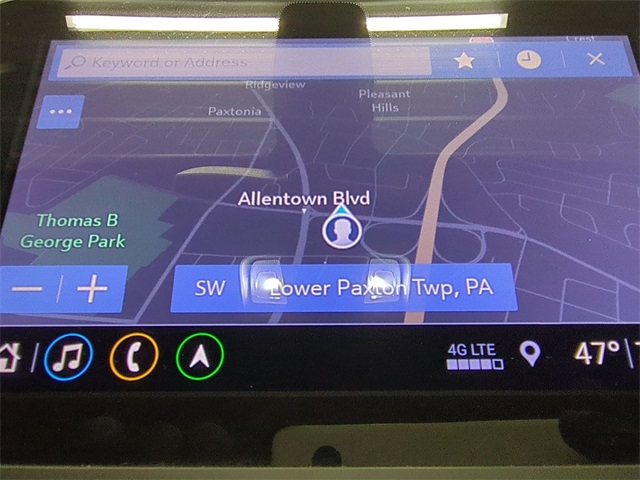 Crest
Keyword or Address
Ridgeview
Pleasant
Hills
Paxtonia
Allentown Blvd
Thomas B
George Park
SW Lower Paxton Twp, PA
4G LTE
47°